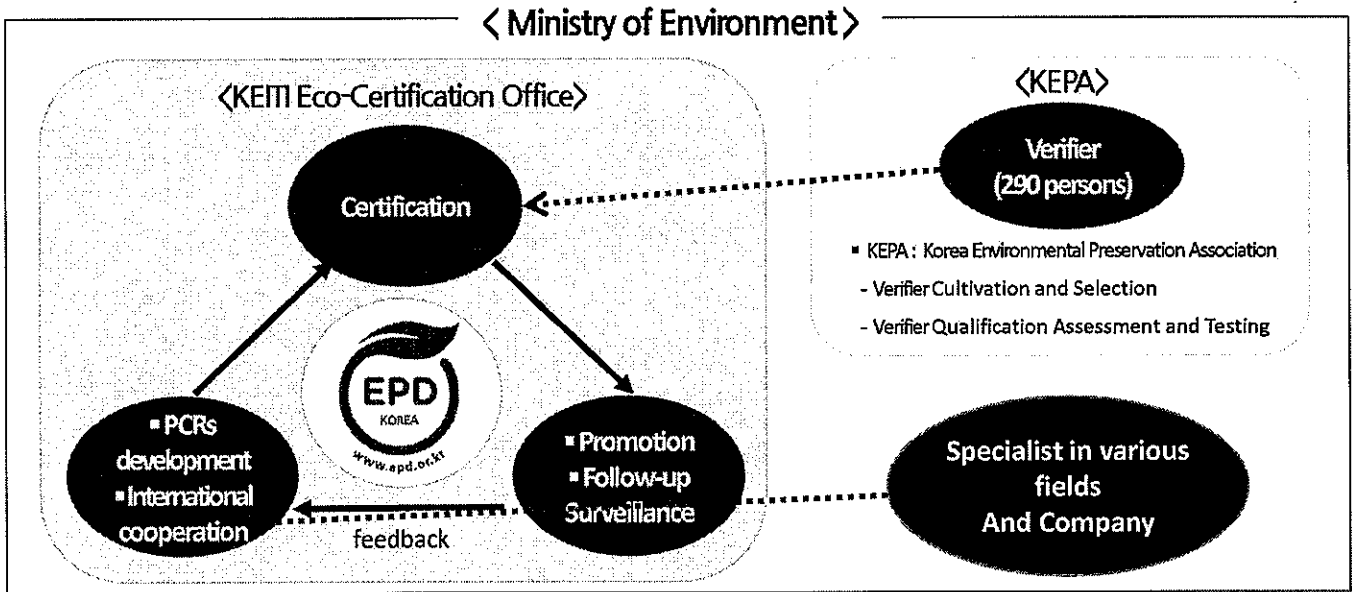 <Ministry of Environment>
<KEITI Eco-Certification Office>
Certification
EPD
KOREA
www.epd.or.kr
▪ PCRs
development
▪ International
cooperation
▪ Promotion
▪ Follow-up
Surveillance
feedback
<KEPA>
Verifier
(290 persons)
▪ KEPA : Korea Environmental Preservation Association
- Verifier Cultivation and Selection
- Verifier Qualification Assessment and Testing
Specialist in various
fields
And Company